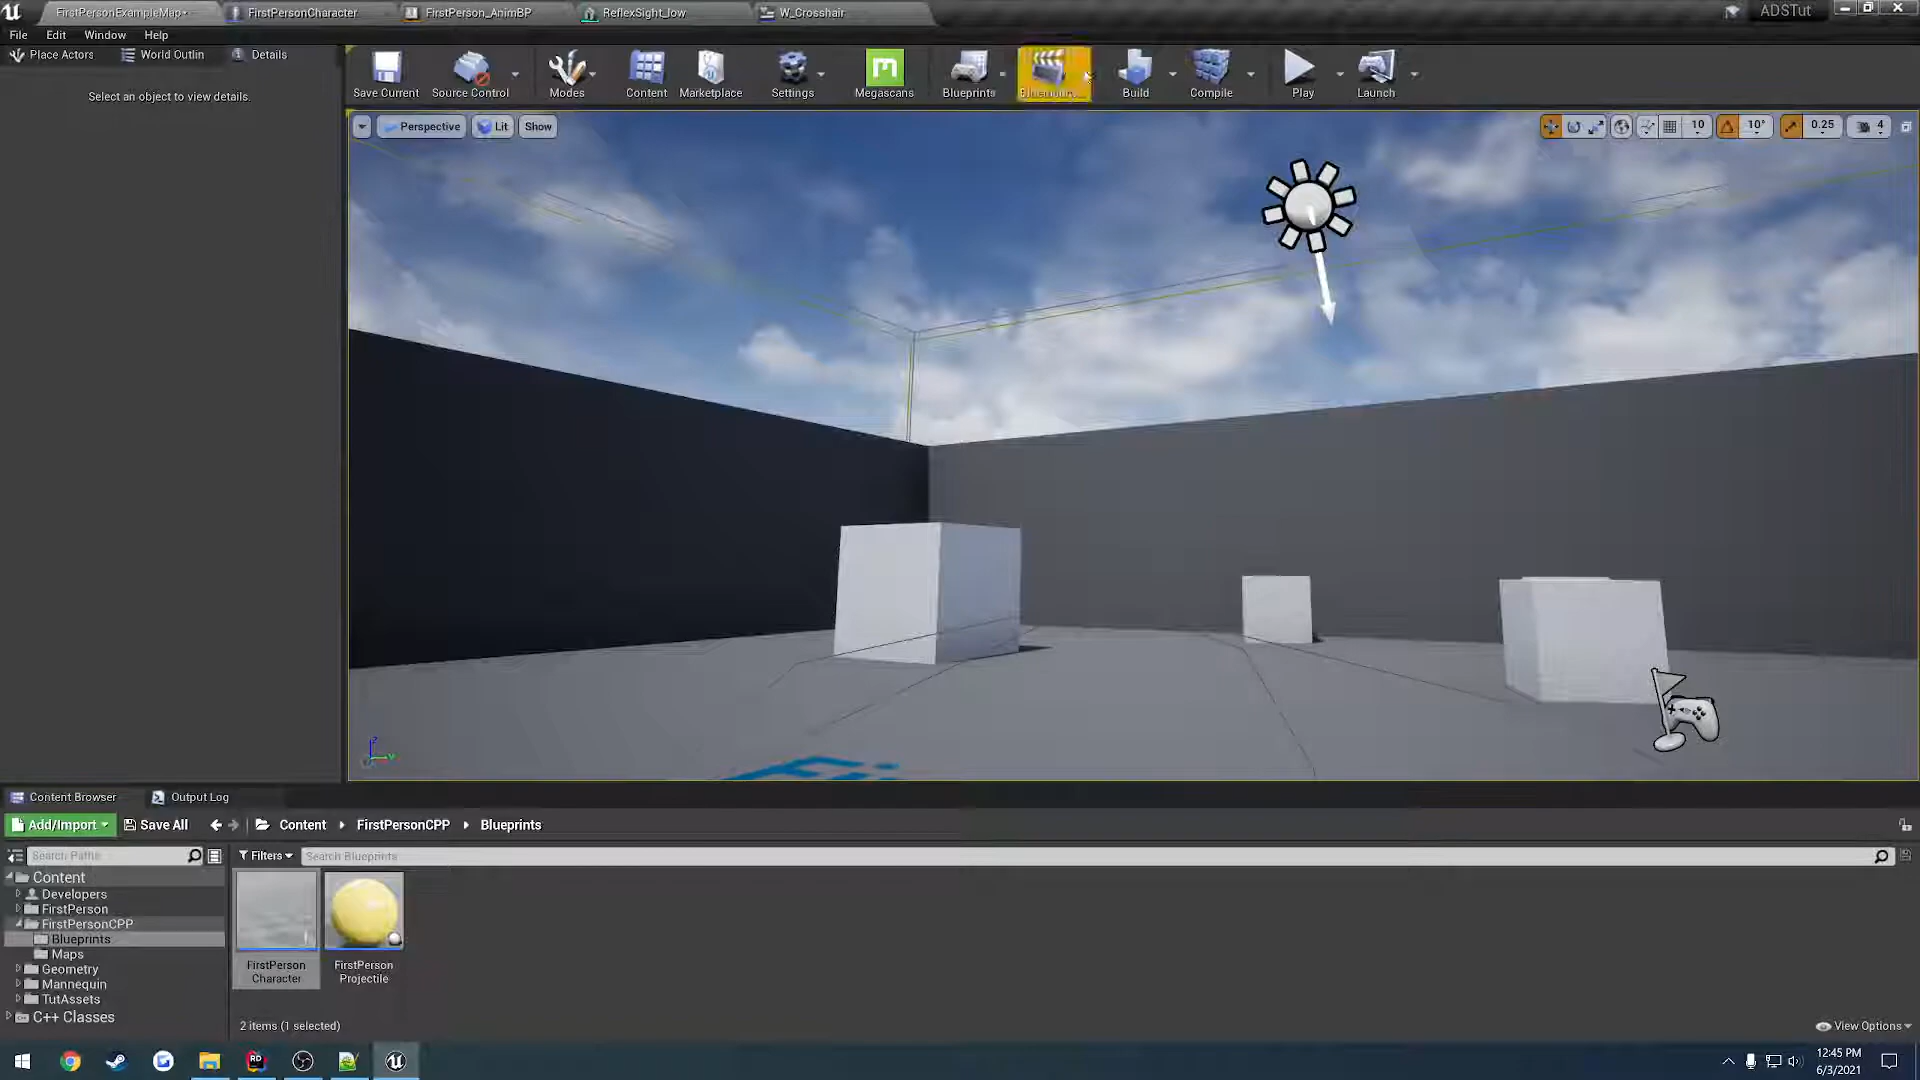 FirstPersonExampleMap•
FirstPersonCharacter
FirstPerson_AnimBP
ReflexSight_low
W_Crosshair
ADSTut
File
Edit
Window
Help
Place Actors
World Outlin
Details
Select an object to view details.
Save Current
Source Control
Modes
Content
Marketplace
Settings
Megascans
Blueprints
Build
Compile
Play
Launch
Perspective
Lit
Show
10
10°
0.25
4
Content Browser
Output Log
Add/Import
Save All
Content
FirstPersonCPP
Blueprints
Search Paths
Filters
Search Blueprints
Content
Developers
FirstPerson
FirstPersonCPP
Blueprints
Maps
Geometry
Mannequin
TutAssets
C++ Classes
FirstPerson
Character
FirstPerson
Projectile
2 items (1 selected)
View Options
12:45 PM
6/3/2021